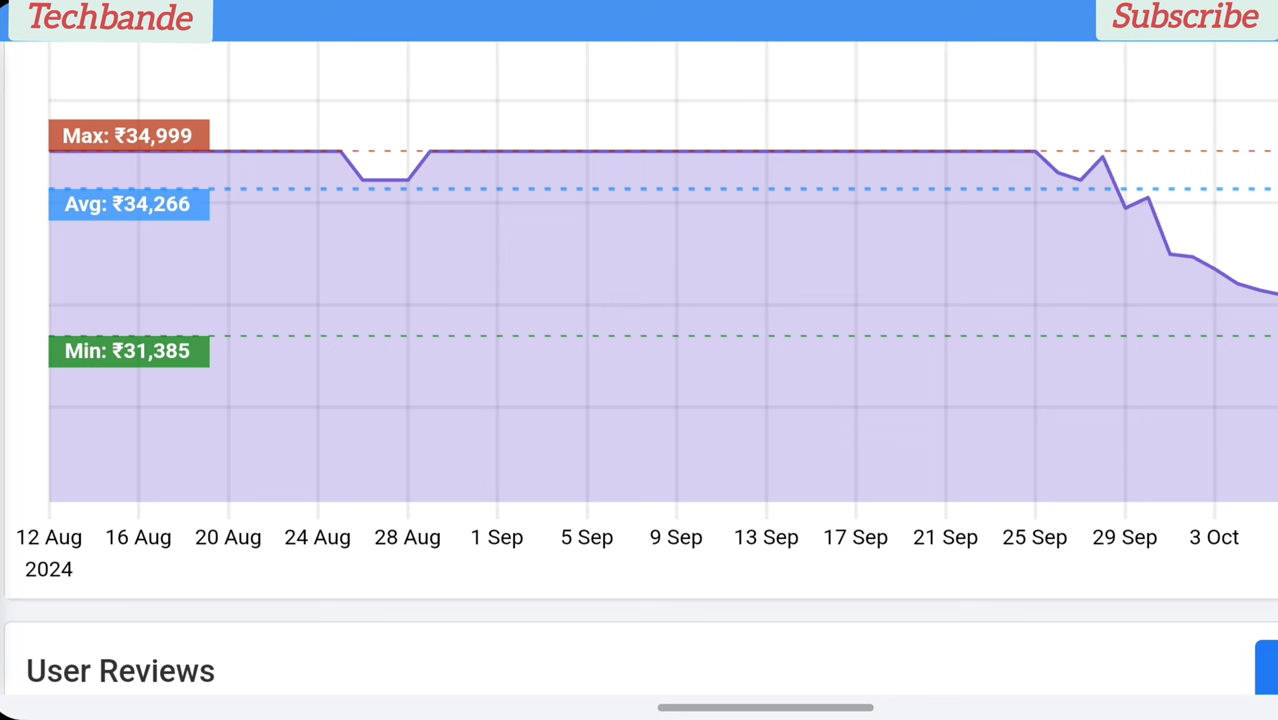 Techbande
Subscribe
Max: ₹34,999
Avg: ₹34,266
Min: ₹31,385
12 Aug 16 Aug 20 Aug 24 Aug 28 Aug 1 Sep 5 Sep 9 Sep 13 Sep 17 Sep 21 Sep 25 Sep 29 Sep 3 Oct
2024
User Reviews